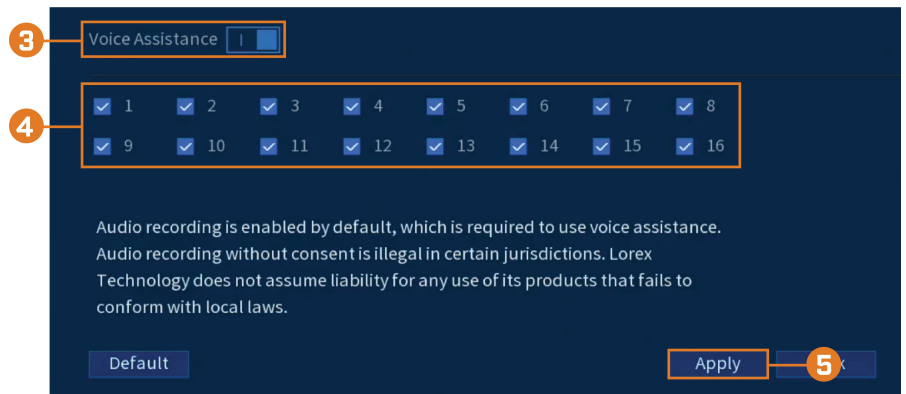 3 Voice Assistance
1 2 3 4 5 6 7 8
4
9 10 11 12 13 14 15 16
Audio recording is enabled by default, which is required to use voice assistance.
Audio recording without consent is illegal in certain jurisdictions. Lorex
Technology does not assume liability for any use of its products that fails to
conform with local laws.
Default Apply 5